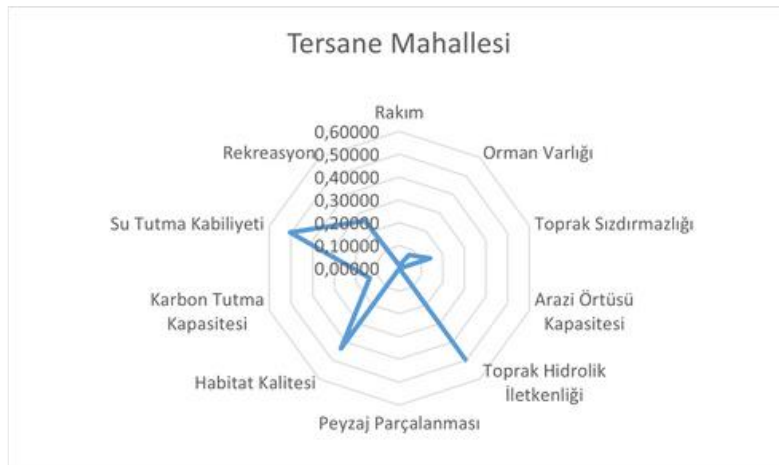 Tersane Mahallesi
Rakım
0,60000
0,50000
0,40000
0,30000
0,20000
0,10000
0,00000
Orman Varlığı
Toprak Sızdırmazlığı
Arazi Örtüsü
Kapasitesi
Toprak Hidrolik
İletkenliği
Peyzaj Parçalanması
Habitat Kalitesi
Karbon Tutma
Kapasitesi
Su Tutma Kabiliyeti
Rekreasyon